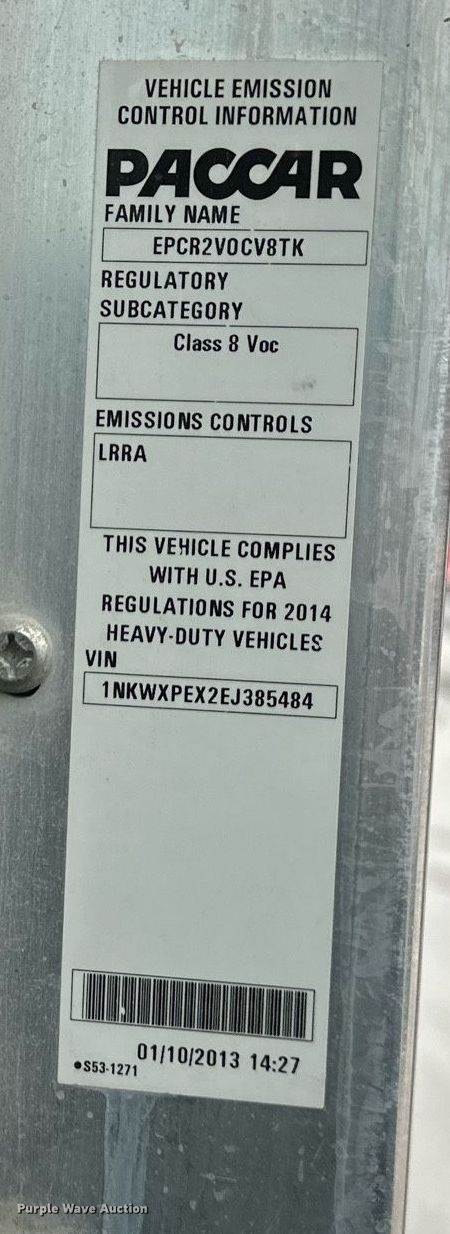 VEHICLE EMISSION
CONTROL INFORMATION
PACCAR
FAMILY NAME
EPCR2VOCV8TK
REGULATORY
SUBCATEGORY
Class 8 Voc
EMISSIONS CONTROLS
LRRA
THIS VEHICLE COMPLIES
WITH U.S. EPA
REGULATIONS FOR 2014
HEAVY-DUTY VEHICLES
VIN
1NKWXPEX2EJ385484
01/10/2013 14:27
●S53-1271
Purple Wave Auction